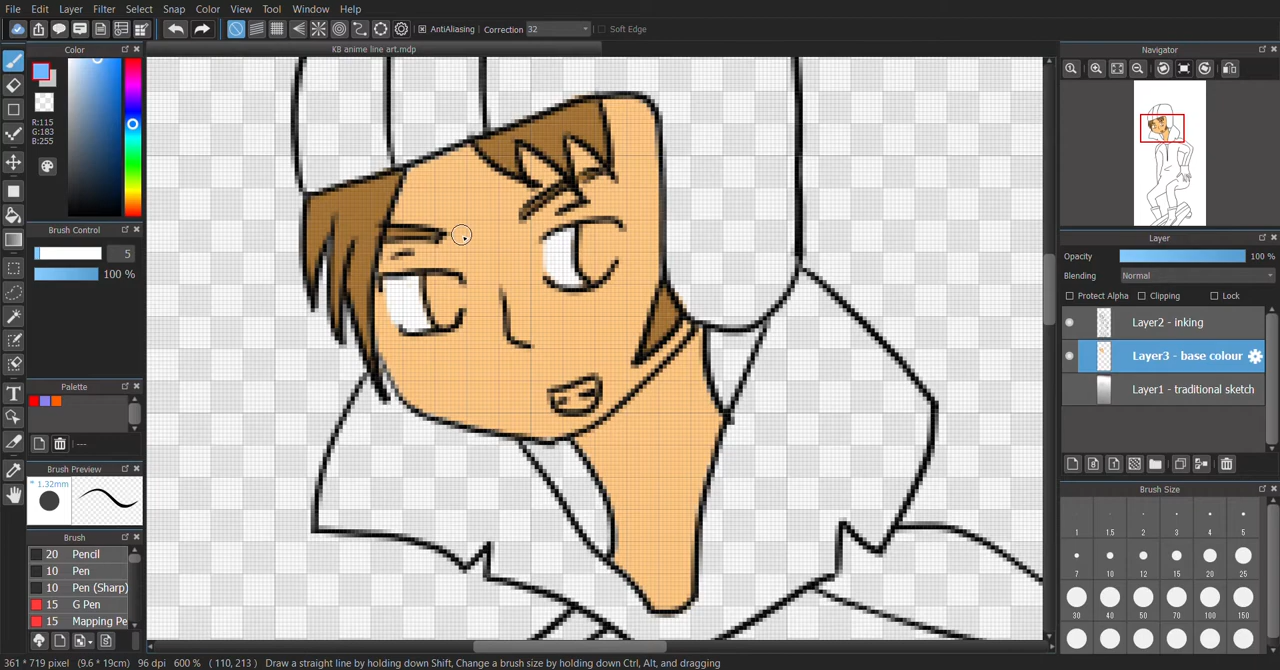 File Edit Layer Filter Select Snap Color View Tool Window Help
AntiAliasing Correction 32 Soft Edge
Color
KB anime line art.mdp
Navigator
R:115
G:183
B:255
Brush Control
5
100 %
Layer
Opacity 100 %
Blending Normal
Protect Alpha Clipping Lock
Layer2 - inking
Layer3 - base colour
Layer1 - traditional sketch
Palette
---
Brush Preview
* 1.32mm
Brush
20 Pencil
10 Pen
10 Pen (Sharp)
15 G Pen
15 Mapping Pe
Brush Size
1 1.5 2 3 4 5
7 10 12 15 20 25
30 40 50 70 100 150
361 * 719 pixel (9.6 * 19cm) 96 dpi 600 % (110, 213) Draw a straight line by holding down Shift, Change a brush size by holding down Ctrl, Alt, and dragging